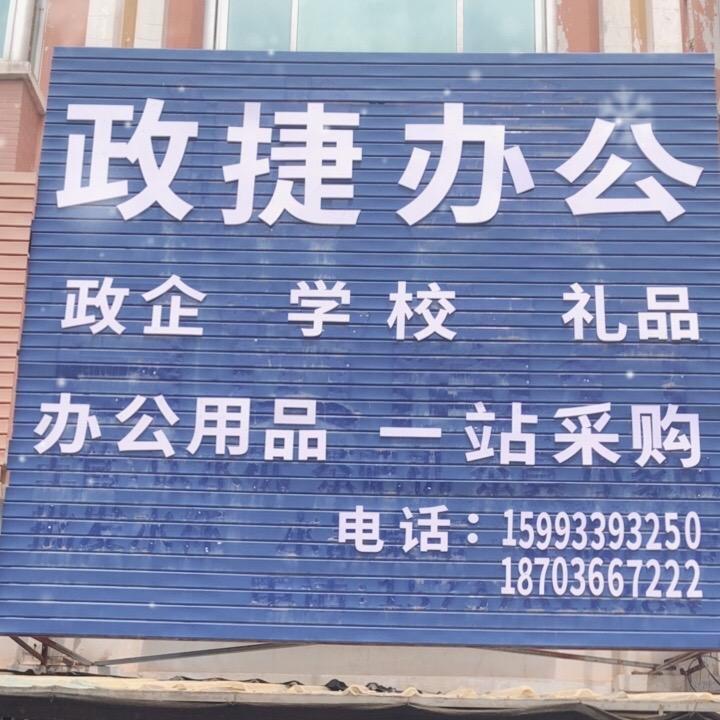 政捷办公
政企 学校 礼品
办公用品 一站采购
电话：15993393250
18703667222